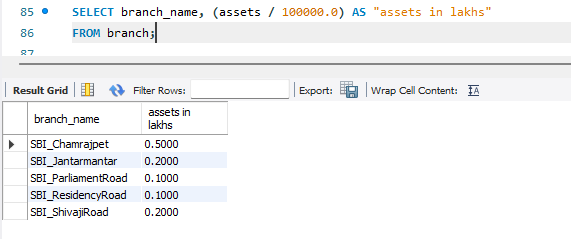 85 SELECT branch_name, (assets / 100000.0) AS "assets in lakhs"
86 FROM branch;
87
Result Grid Filter Rows: Export: Wrap Cell Content:
branch_name assets in lakhs
SBI_Chamrajpet 0.5000
SBI_Jantarmantar 0.2000
SBI_ParliamentRoad 0.1000
SBI_ResidencyRoad 0.1000
SBI_ShivajiRoad 0.2000